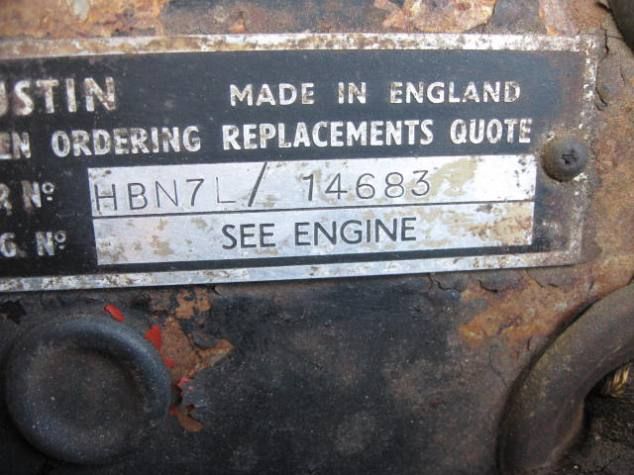 USTIN MADE IN ENGLAND
EN ORDERING REPLACEMENTS QUOTE
R Nº HBN7L/ 14683
G. Nº SEE ENGINE